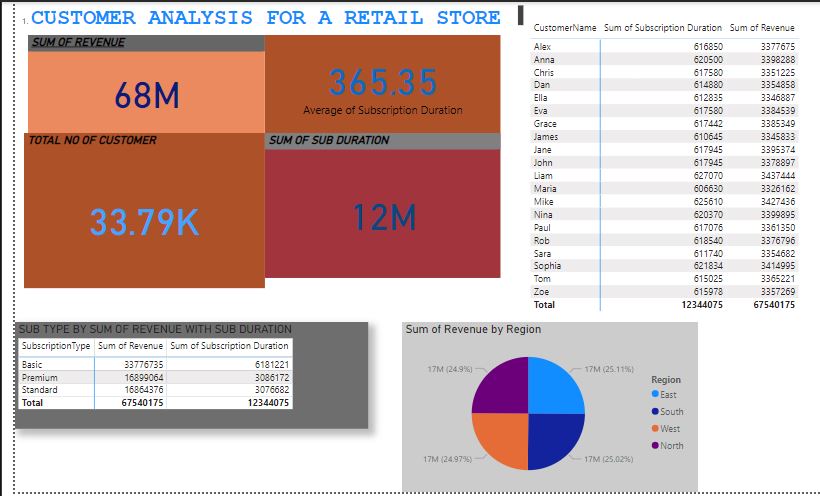 1. CUSTOMER ANALYSIS FOR A RETAIL STORE
SUM OF REVENUE
68M
365.35
Average of Subscription Duration
TOTAL NO OF CUSTOMER
33.79K
SUM OF SUB DURATION
12M
CustomerName Sum of Subscription Duration Sum of Revenue
Alex 616850 3377675
Anna 620500 3398288
Chris 617580 3351225
Dan 614880 3354858
Ella 612835 3346887
Eva 617580 3384539
Grace 617442 3385349
James 610645 3345833
Jane 617945 3395374
John 617945 3378897
Liam 627070 3437444
Maria 606630 3326162
Mike 625610 3427436
Nina 620370 3399895
Paul 617076 3361350
Rob 618540 3376796
Sara 611740 3354682
Sophia 621834 3414995
Tom 615025 3365221
Zoe 615978 3357269
Total 12344075 67540175
SUB TYPE BY SUM OF REVENUE WITH SUB DURATION
SubscriptionType Sum of Revenue Sum of Subscription Duration
Basic 33776735 6181221
Premium 16899064 3086172
Standard 16864376 3076682
Total 67540175 12344075
Sum of Revenue by Region
17M (24.9%)
17M (25.11%)
17M (24.97%)
17M (25.02%)
Region
East
South
West
North